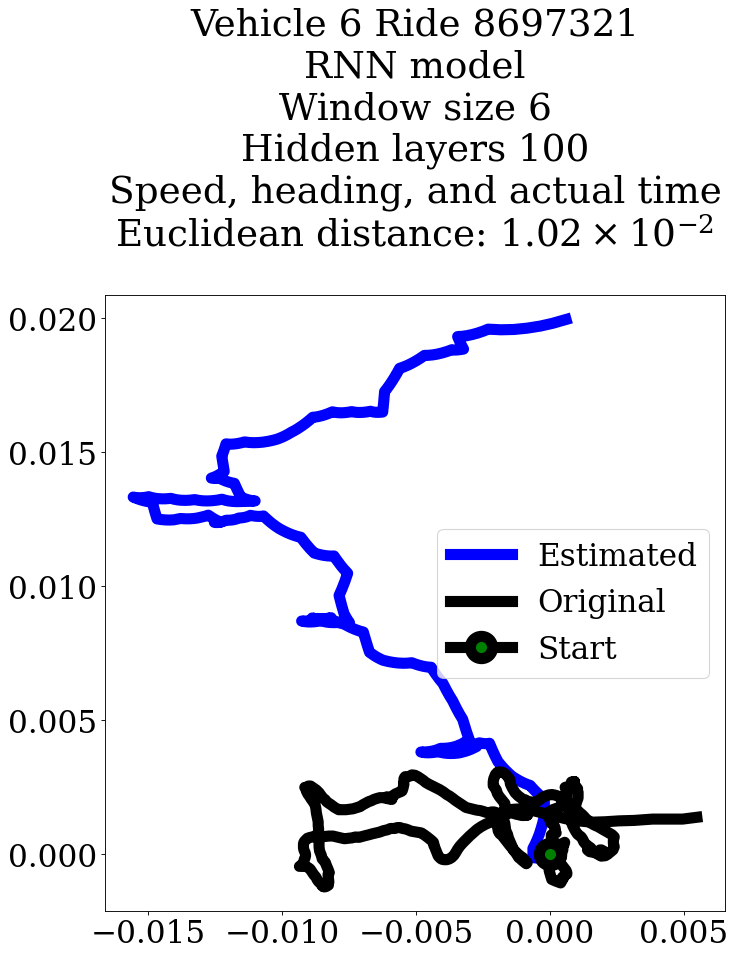 Vehicle 6 Ride 8697321
RNN model
Window size 6
Hidden layers 100
Speed, heading, and actual time
Euclidean distance: 1.02 × 10⁻²
0.020
0.015
0.010
0.005
0.000
Estimated
Original
Start
−0.015 −0.010 −0.005 0.000 0.005